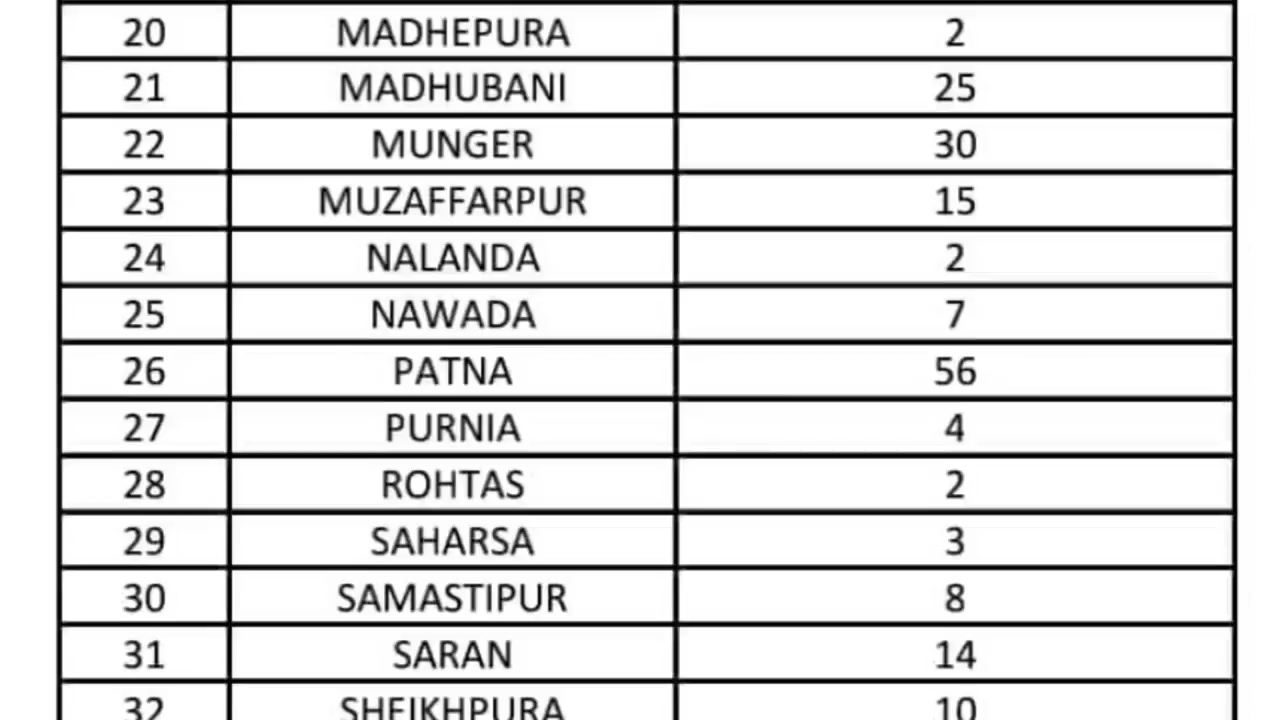 20 MADHEPURA 2
21 MADHUBANI 25
22 MUNGER 30
23 MUZAFFARPUR 15
24 NALANDA 2
25 NAWADA 7
26 PATNA 56
27 PURNIA 4
28 ROHTAS 2
29 SAHARSA 3
30 SAMASTIPUR 8
31 SARAN 14
32 SHEIKHPURA 10